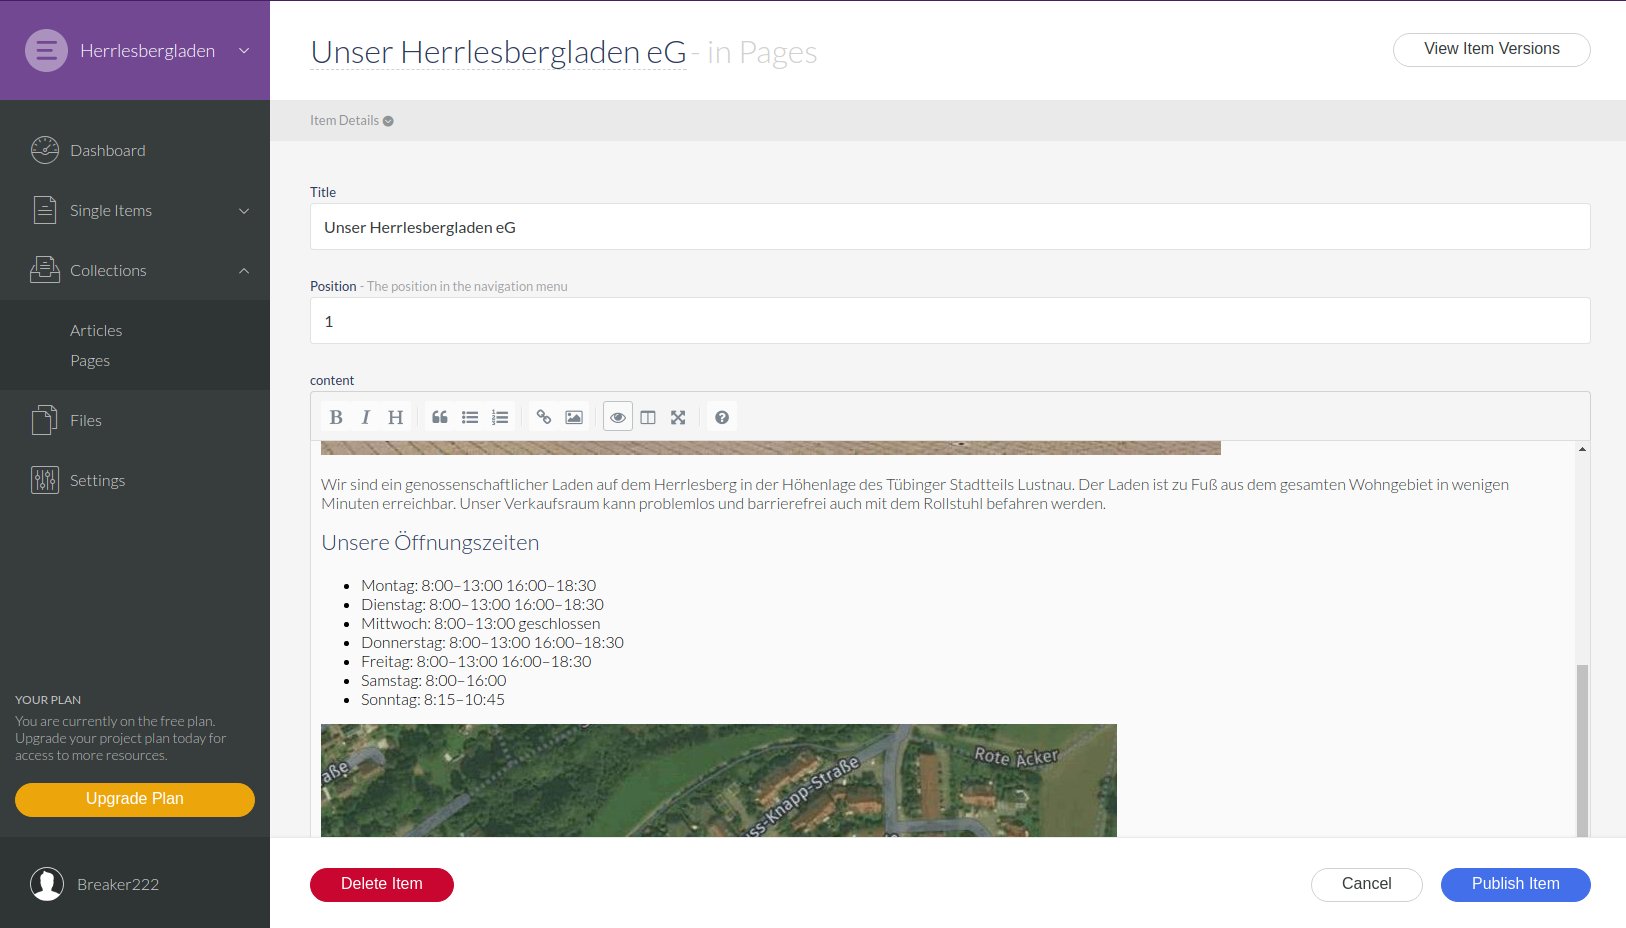 Herrlesbergladen
Dashboard
Single Items
Collections
Articles
Pages
Files
Settings
YOUR PLAN
You are currently on the free plan.
Upgrade your project plan today for
access to more resources.
Upgrade Plan
Breaker222
Unser Herrlesbergladen eG - in Pages
View Item Versions
Item Details
Title
Unser Herrlesbergladen eG
Position - The position in the navigation menu
1
content
B I H
Wir sind ein genossenschaftlicher Laden auf dem Herrlesberg in der Höhenlage des Tübinger Stadtteils Lustnau. Der Laden ist zu Fuß aus dem gesamten Wohngebiet in wenigen
Minuten erreichbar. Unser Verkaufsraum kann problemlos und barrierefrei auch mit dem Rollstuhl befahren werden.
Unsere Öffnungszeiten
Montag: 8:00–13:00 16:00–18:30
Dienstag: 8:00–13:00 16:00–18:30
Mittwoch: 8:00–13:00 geschlossen
Donnerstag: 8:00–13:00 16:00–18:30
Freitag: 8:00–13:00 16:00–18:30
Samstag: 8:00–16:00
Sonntag: 8:15–10:45
Rote Äcker
aße
uss-Knapp-Straße
Delete Item
Cancel
Publish Item